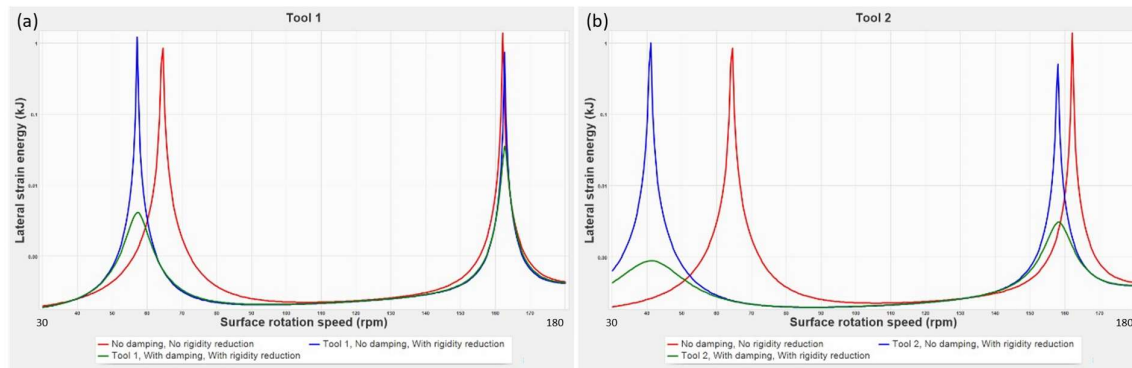 (a)
Tool 1
Lateral strain energy (kJ)
1
0.1
0.01
0.00
30
40
50
60
70
80
90
100
110
120
130
140
150
160
170
180
Surface rotation speed (rpm)
No damping, No rigidity reduction
Tool 1, No damping, With rigidity reduction
Tool 1, With damping, With rigidity reduction
(b)
Tool 2
Lateral strain energy (kJ)
1
0.1
0.01
0.00
30
40
50
60
70
80
90
100
110
120
130
140
150
160
170
180
Surface rotation speed (rpm)
No damping, No rigidity reduction
Tool 2, No damping, With rigidity reduction
Tool 2, With damping, With rigidity reduction